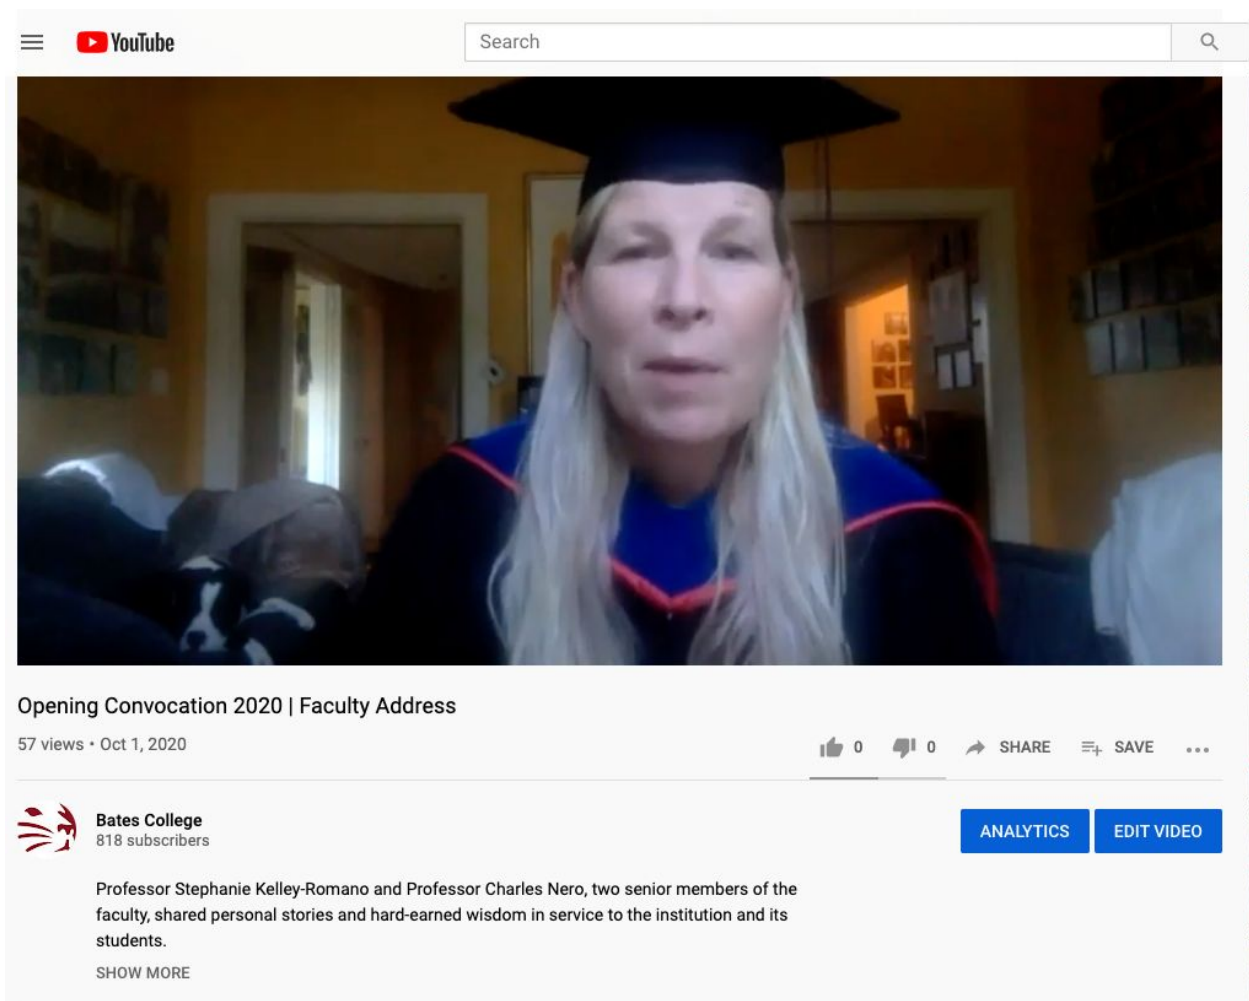 YouTube
Search
Opening Convocation 2020 | Faculty Address
57 views • Oct 1, 2020
0
0
SHARE
SAVE
Bates College
818 subscribers
ANALYTICS
EDIT VIDEO
Professor Stephanie Kelley-Romano and Professor Charles Nero, two senior members of the
faculty, shared personal stories and hard-earned wisdom in service to the institution and its
students.
SHOW MORE